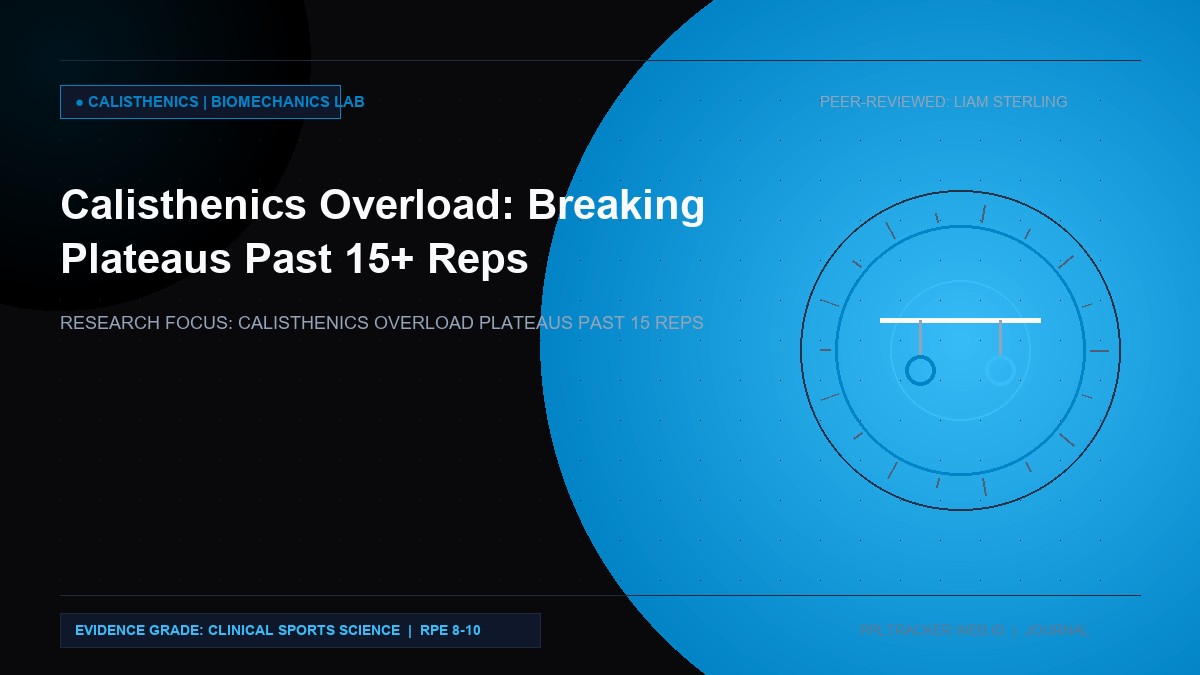 ● CALISTHENICS | BIOMECHANICS LAB
PEER-REVIEWED: LIAM STERLING
Calisthenics Overload: Breaking
Plateaus Past 15+ Reps
RESEARCH FOCUS: CALISTHENICS OVERLOAD PLATEAUS PAST 15 REPS
EVIDENCE GRADE: CLINICAL SPORTS SCIENCE | RPE 8-10
| JOURNAL